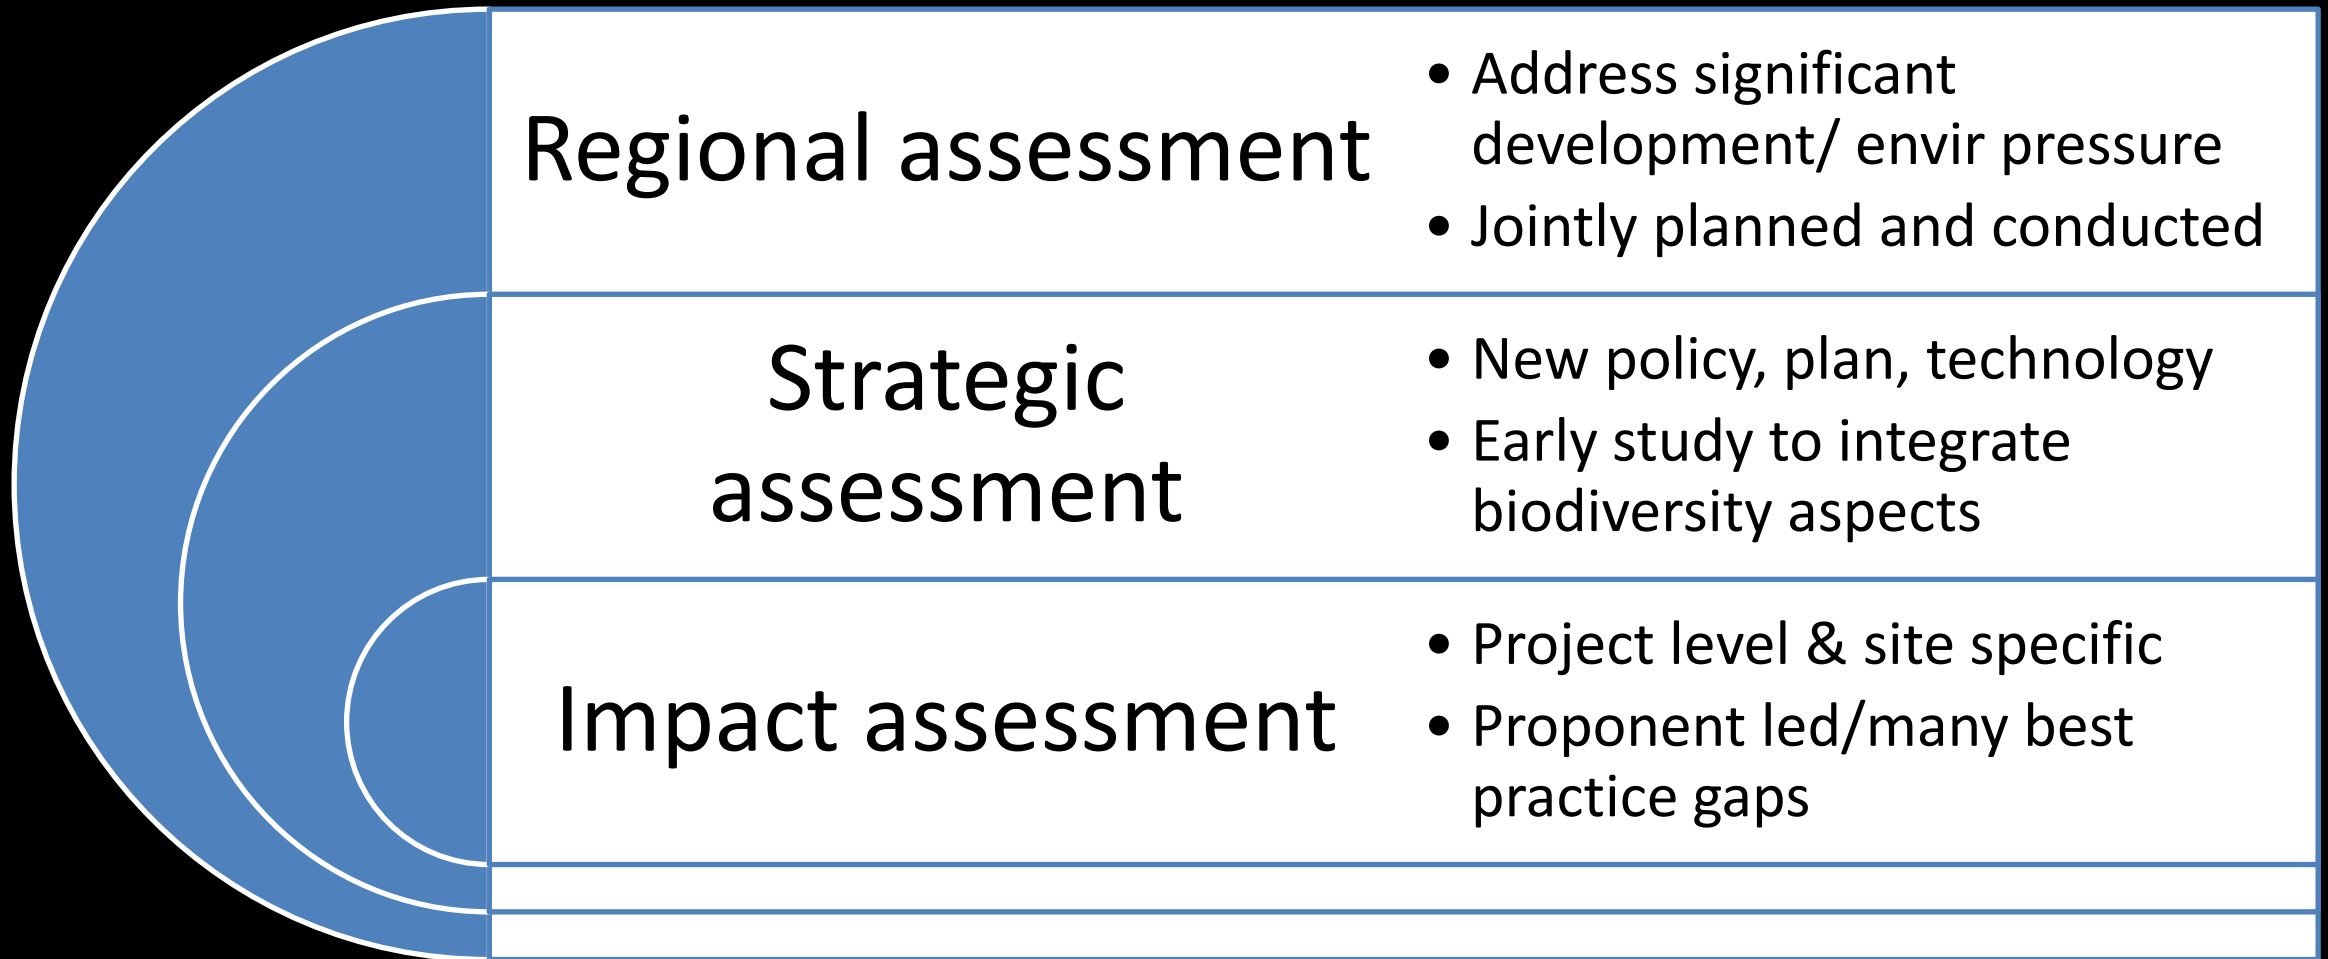 Regional assessment
• Address significant
development/ envir pressure
• Jointly planned and conducted
Strategic
assessment
• New policy, plan, technology
• Early study to integrate
biodiversity aspects
Impact assessment
• Project level & site specific
• Proponent led/many best
practice gaps